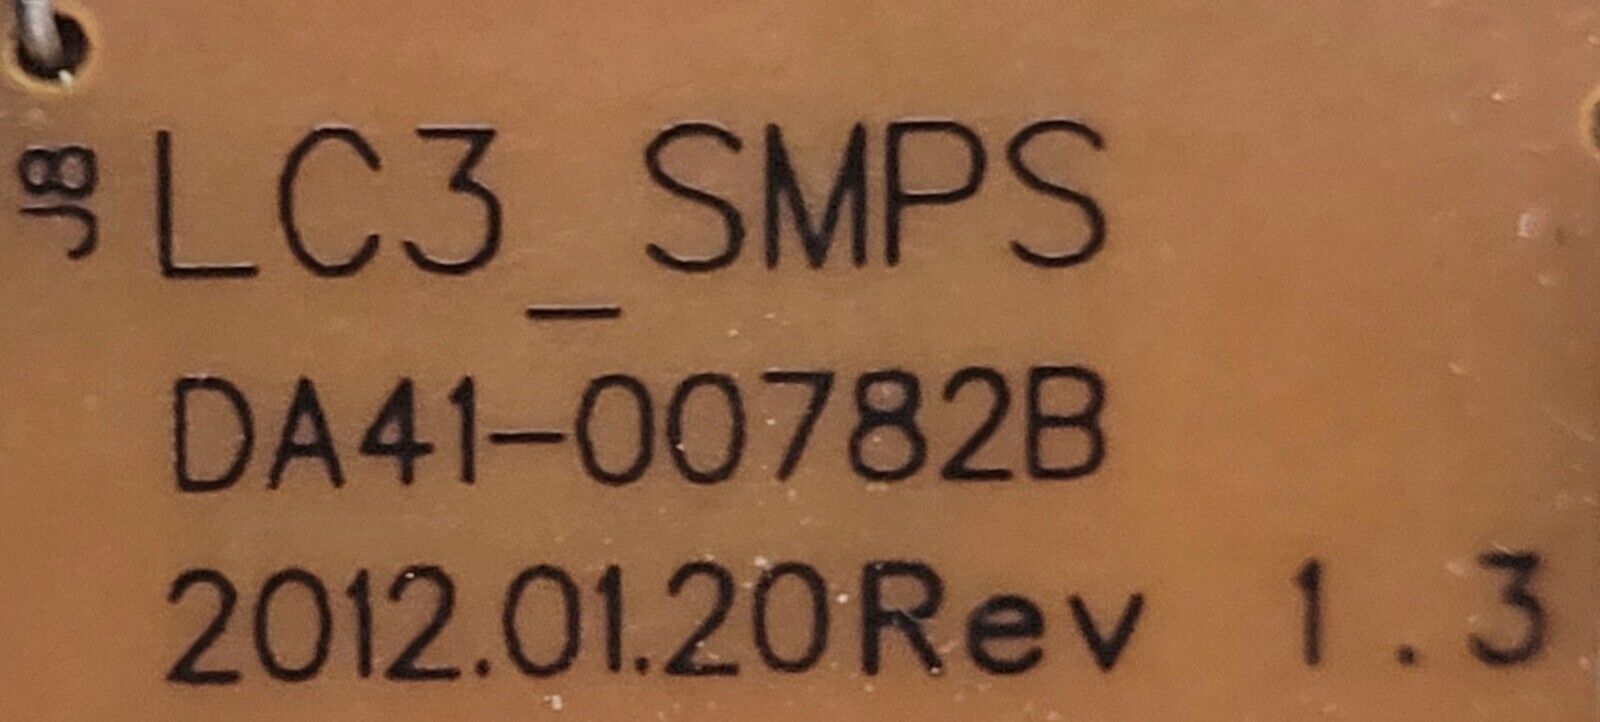 J8
LC3_SMPS
DA41-00782B
2012.01.20Rev 1.3